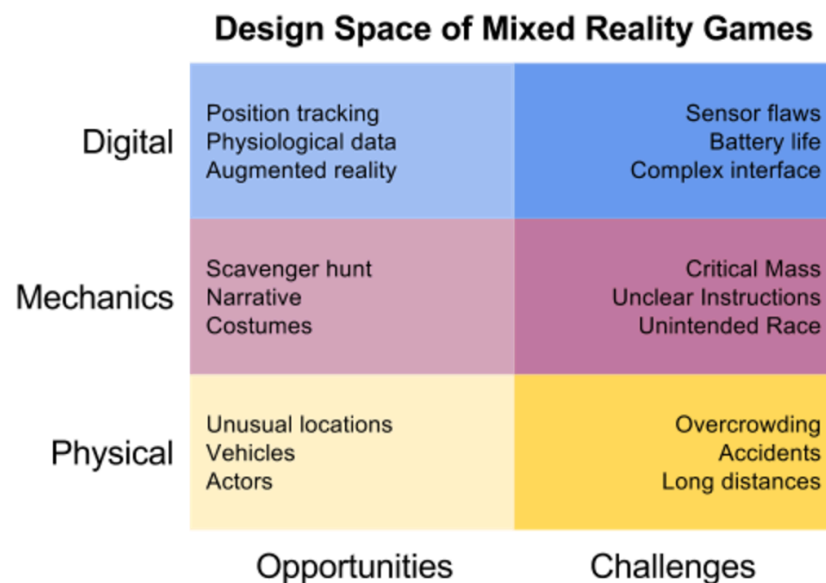 Design Space of Mixed Reality Games
Digital
Position tracking
Physiological data
Augmented reality
Sensor flaws
Battery life
Complex interface
Mechanics
Scavenger hunt
Narrative
Costumes
Critical Mass
Unclear Instructions
Unintended Race
Physical
Unusual locations
Vehicles
Actors
Overcrowding
Accidents
Long distances
Opportunities
Challenges